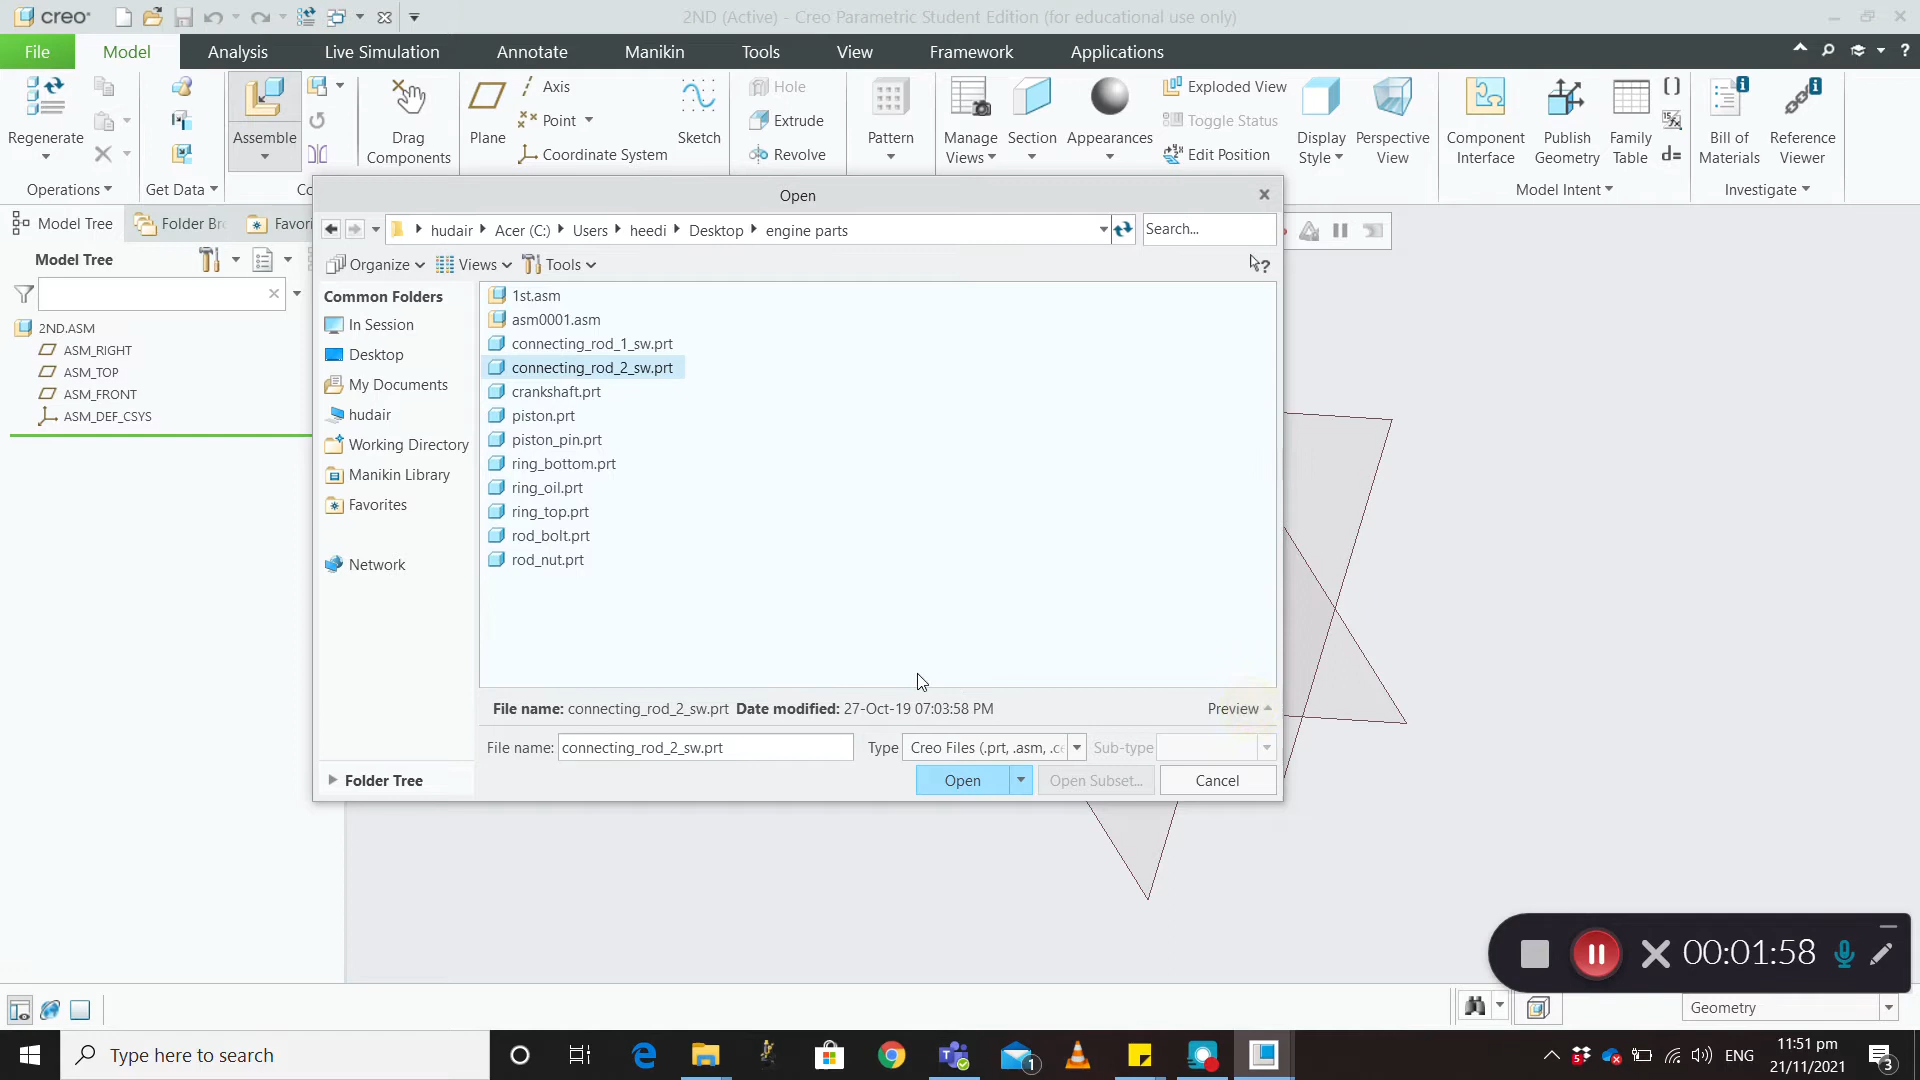 creo
2ND (Active) - Creo Parametric Student Edition (for educational use only)
File Model Analysis Live Simulation Annotate Manikin Tools View Framework Applications
Regenerate
Operations
Get Data
Assemble
Drag Components
Plane
Axis
Point
Coordinate System
Sketch
Hole
Extrude
Revolve
Pattern
Manage Views
Section
Appearances
Exploded View
Toggle Status
Edit Position
Display Style
Perspective View
Component Interface
Publish Geometry
Family Table
Model Intent
Bill of Materials
Reference Viewer
Investigate
Model Tree
Folder Br
Favori
Model Tree
2ND.ASM
ASM_RIGHT
ASM_TOP
ASM_FRONT
ASM_DEF_CSYS
Open
hudair Acer (C:) Users heedi Desktop engine parts
Search...
Organize Views Tools
Common Folders
In Session
Desktop
My Documents
hudair
Working Directory
Manikin Library
Favorites
Network
Folder Tree
1st.asm
asm0001.asm
connecting_rod_1_sw.prt
connecting_rod_2_sw.prt
crankshaft.prt
piston.prt
piston_pin.prt
ring_bottom.prt
ring_oil.prt
ring_top.prt
rod_bolt.prt
rod_nut.prt
File name: connecting_rod_2_sw.prt Date modified: 27-Oct-19 07:03:58 PM
Preview
File name: connecting_rod_2_sw.prt
Type Creo Files (.prt, .asm, .ce
Sub-type
Open Open Subset... Cancel
00:01:58
Geometry
Type here to search
1
5
ENG
11:51 pm
21/11/2021
3